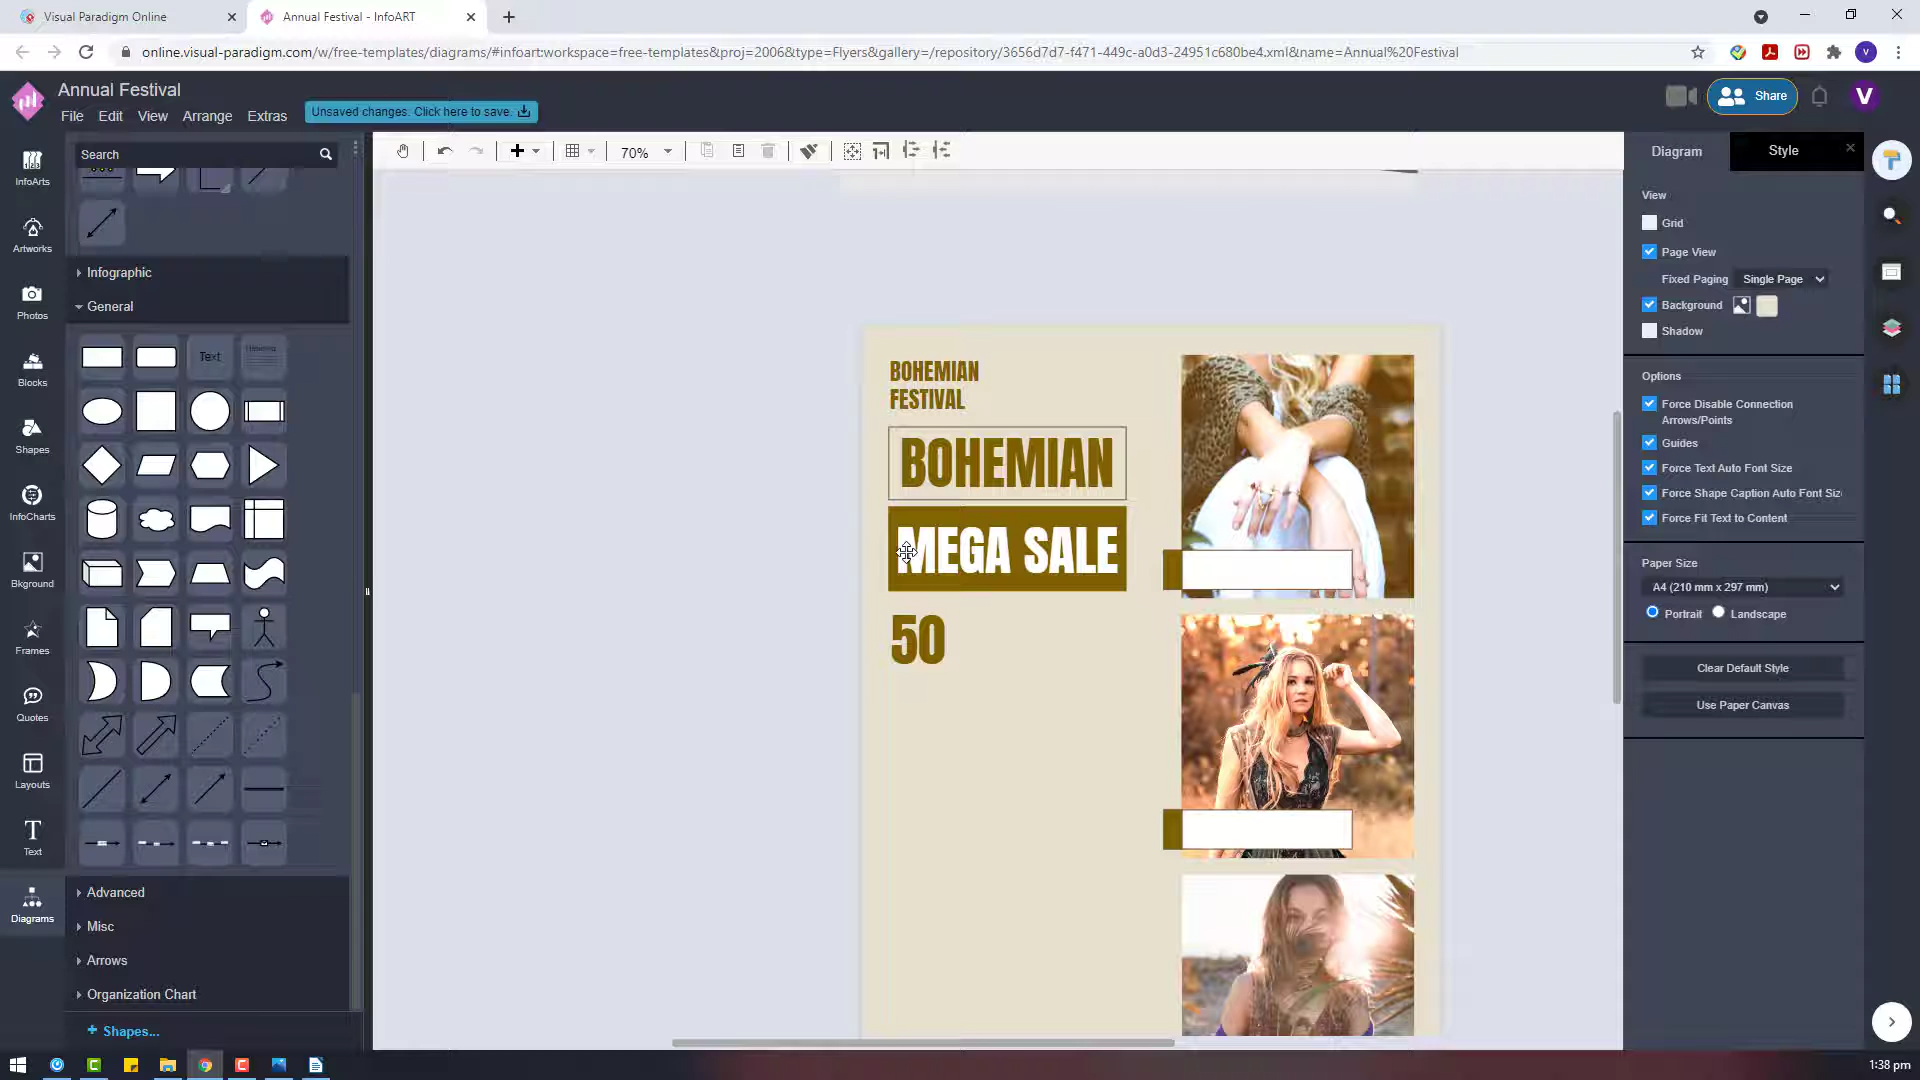 Visual Paradigm Online
Annual Festival - InfoART
online.visual-paradigm.com/w/free-templates/diagrams/#infoart:workspace=free-templates&proj=2006&type=Flyers&gallery=/repository/3656d7d7-f471-449c-a0d3-24951c680be4.xml&name=Annual%20Festival
V
Annual Festival
File Edit View Arrange Extras
Unsaved changes. Click here to save.
Share
V
InfoArts
Artworks
Photos
Blocks
Shapes
InfoCharts
Bkground
Frames
Quotes
Layouts
T
Text
Diagrams
Search
Infographic
General
Text
Heading
Advanced
Misc
Arrows
Organization Chart
+ Shapes...
70%
BOHEMIAN
FESTIVAL
BOHEMIAN
MEGA SALE
50
Diagram
Style
View
Grid
Page View
Fixed Paging Single Page
Background
Shadow
Options
Force Disable Connection
Arrows/Points
Guides
Force Text Auto Font Size
Force Shape Caption Auto Font Siz
Force Fit Text to Content
Paper Size
A4 (210 mm x 297 mm)
Portrait Landscape
Clear Default Style
Use Paper Canvas
1:38 pm